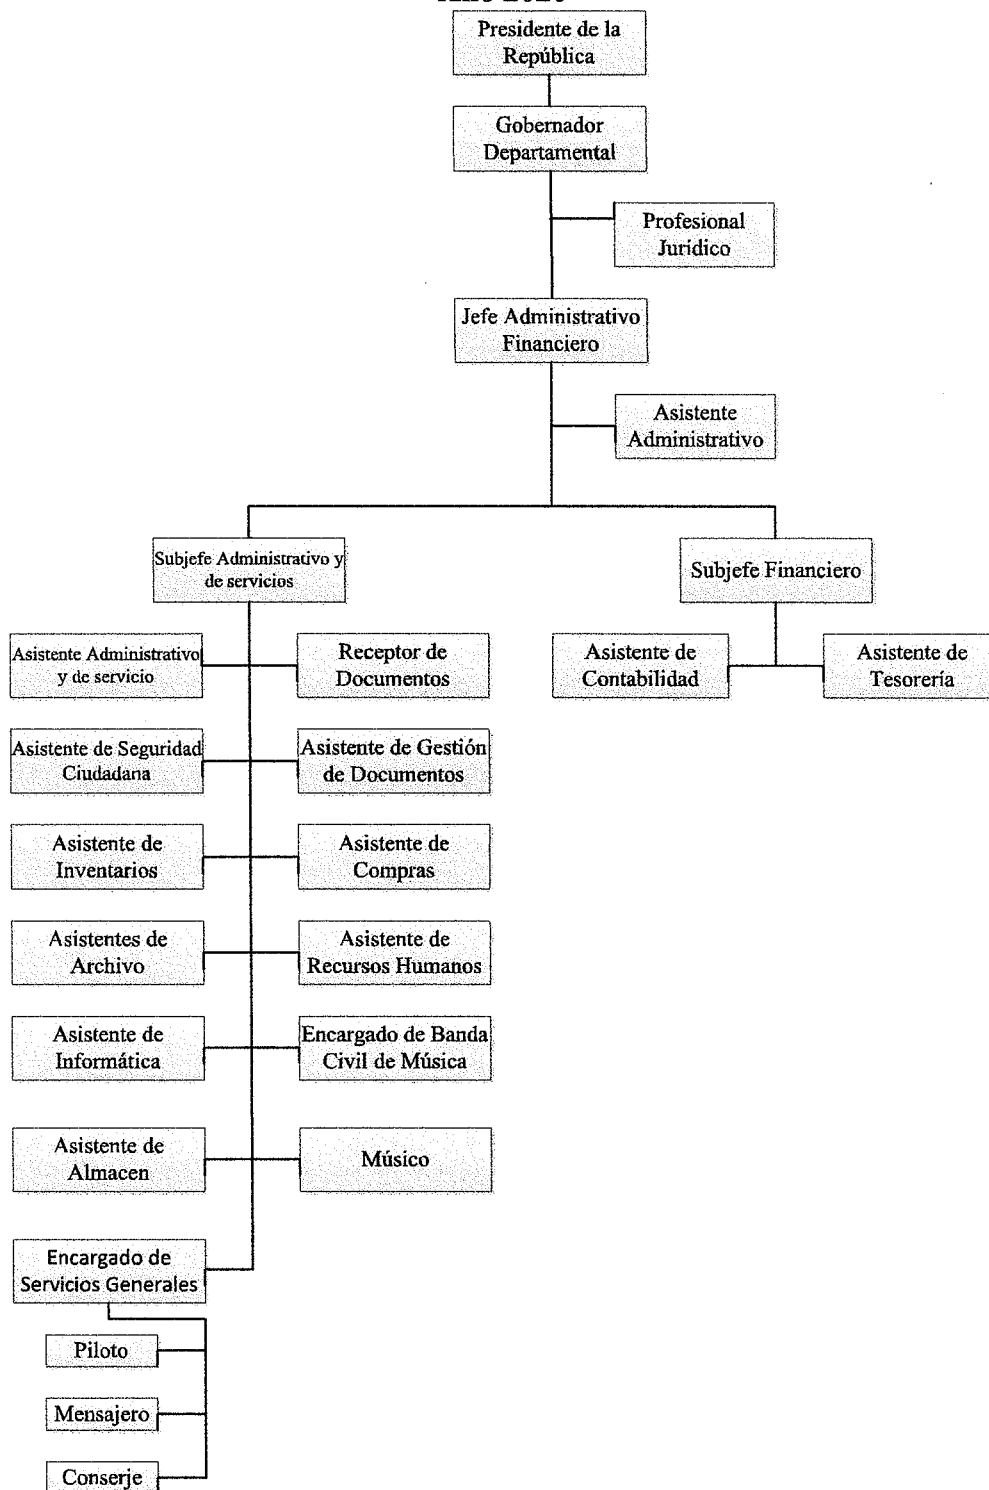 Presidente de la
República
Gobernador
Departamental
Profesional
Jurídico
Jefe Administrativo
Financiero
Asistente
Administrativo
Subjefe Administrativo y
de servicios
Subjefe Financiero
Asistente Administrativo
y de servicio
Receptor de
Documentos
Asistente de
Contabilidad
Asistente de
Tesorería
Asistente de Seguridad
Ciudadana
Asistente de Gestión
de Documentos
Asistente de
Inventarios
Asistente de
Compras
Asistentes de
Archivo
Asistente de
Recursos Humanos
Asistente de
Informática
Encargado de Banda
Civil de Música
Asistente de
Almacen
Músico
Encargado de
Servicios Generales
Piloto
Mensajero
Conserje